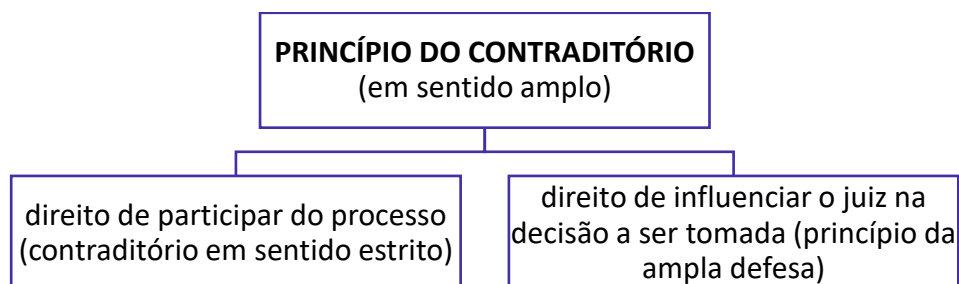 PRINCÍPIO DO CONTRADITÓRIO
(em sentido amplo)
direito de participar do processo
(contraditório em sentido estrito)
direito de influenciar o juiz na
decisão a ser tomada (princípio da
ampla defesa)